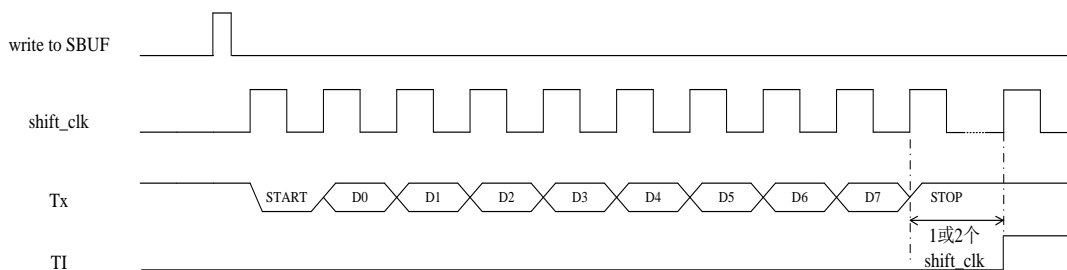 write to SBUF
shift_clk
Tx START D0 D1 D2 D3 D4 D5 D6 D7 STOP
1或2个
shift_clk
TI